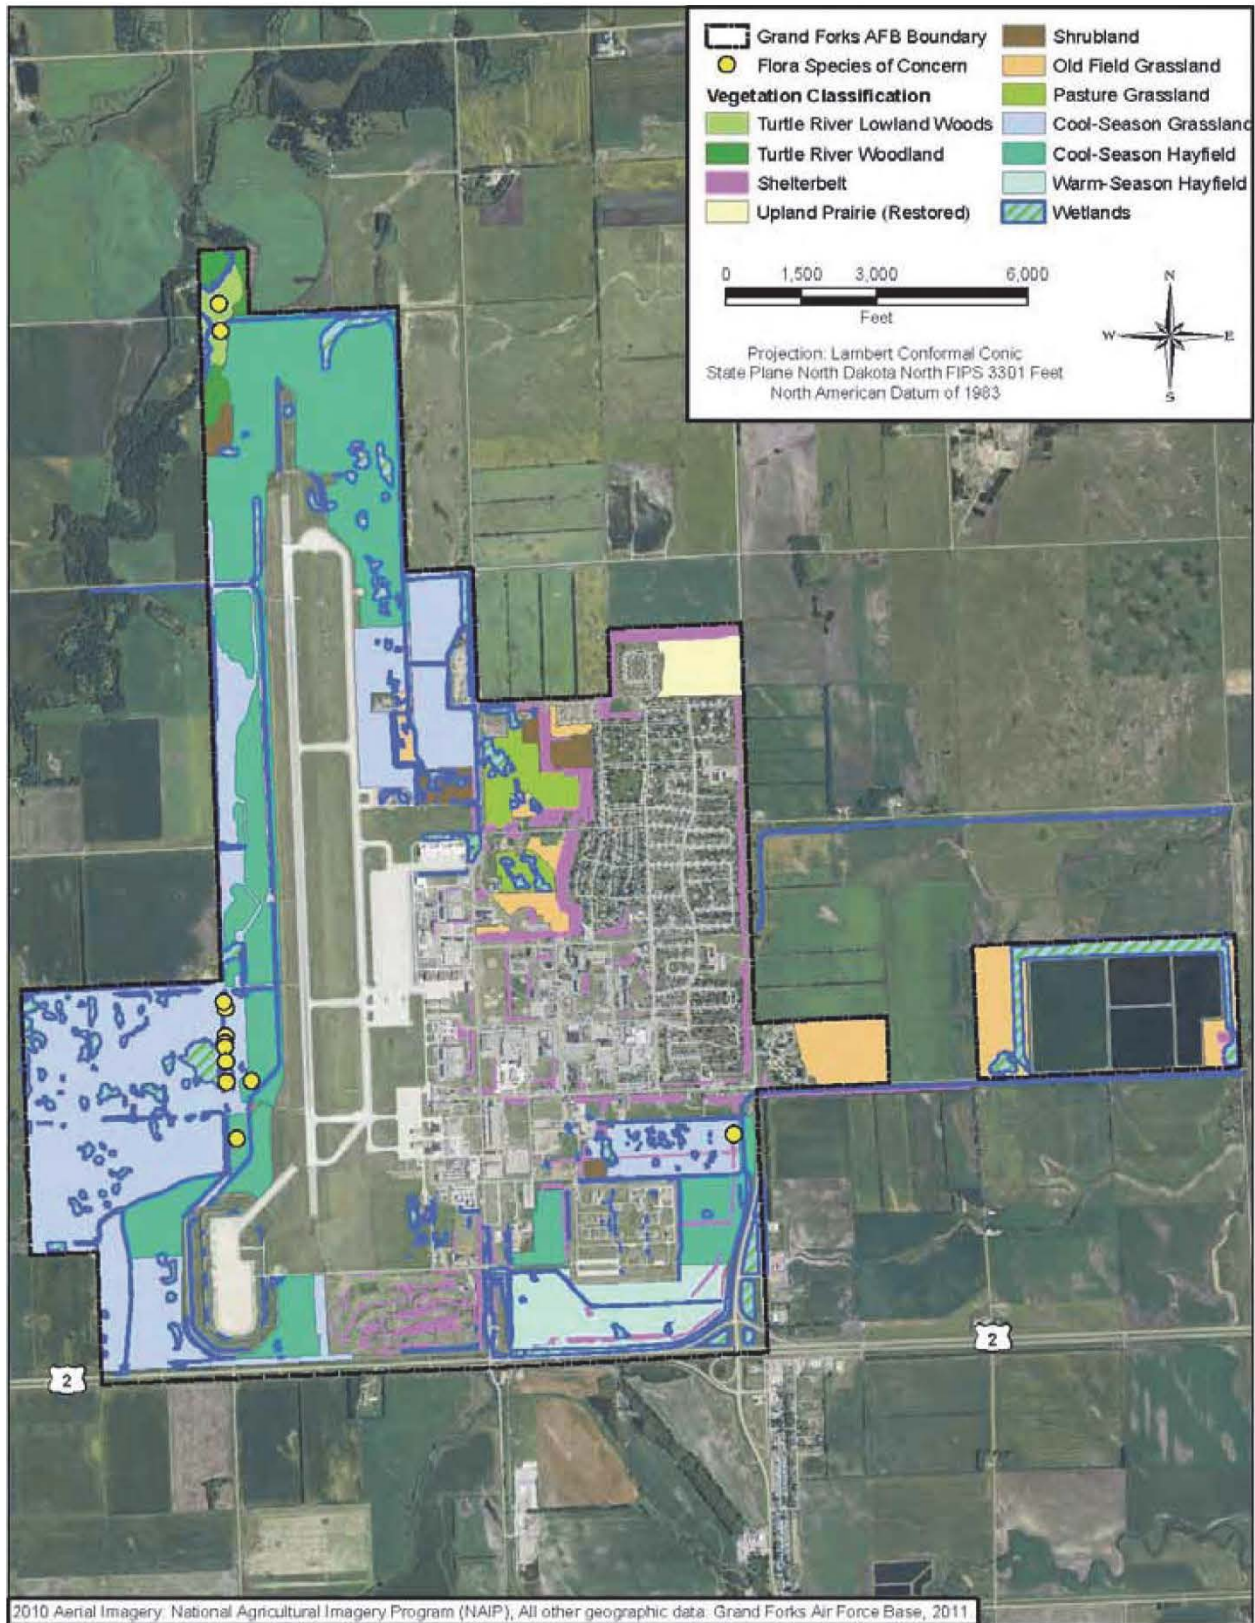 Grand Forks AFB Boundary
Flora Species of Concern
Vegetation Classification
Turtle River Lowland Woods
Turtle River Woodland
Shelterbelt
Upland Prairie (Restored)
Shrubland
Old Field Grassland
Pasture Grassland
Cool-Season Grassland
Cool-Season Hayfield
Warm-Season Hayfield
Wetlands
0 1,500 3,000 6,000
Feet
N
W E
S
Projection: Lambert Conformal Conic
State Plane North Dakota North FIPS 3301 Feet
North American Datum of 1983
2
2
2010 Aerial Imagery: National Agricultural Imagery Program (NAIP), All other geographic data: Grand Forks Air Force Base, 2011